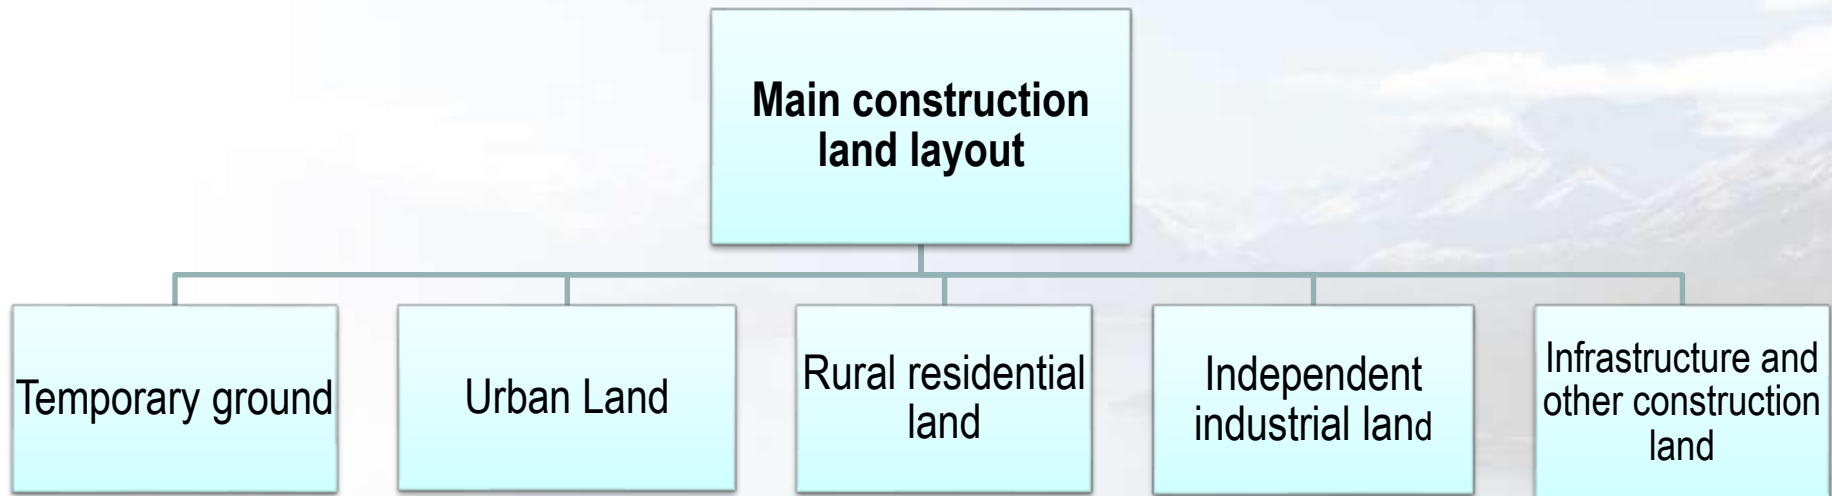 Main construction
land layout
Temporary ground
Urban Land
Rural residential
land
Independent
industrial land
Infrastructure and
other construction
land